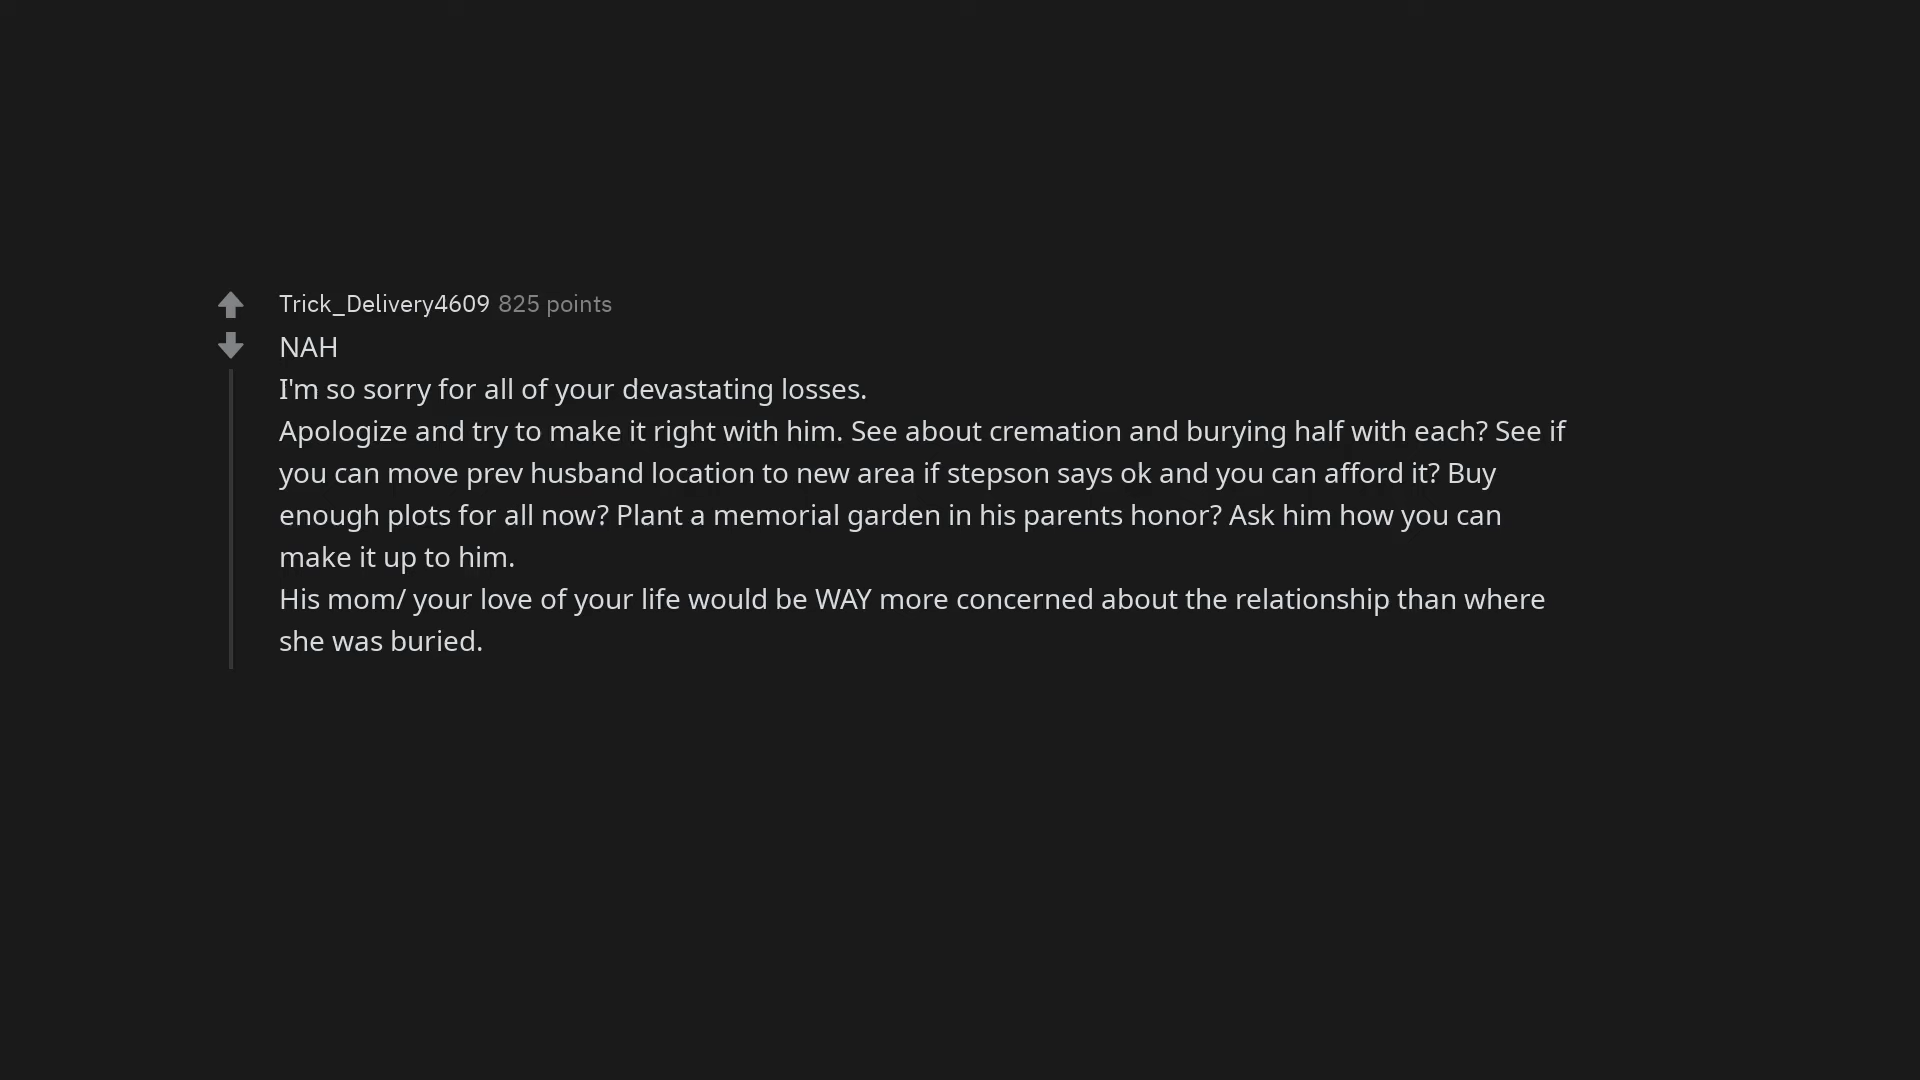 Trick_Delivery4609 825 points
NAH
I'm so sorry for all of your devastating losses.
Apologize and try to make it right with him. See about cremation and burying half with each? See if
you can move prev husband location to new area if stepson says ok and you can afford it? Buy
enough plots for all now? Plant a memorial garden in his parents honor? Ask him how you can
make it up to him.
His mom/ your love of your life would be WAY more concerned about the relationship than where
she was buried.